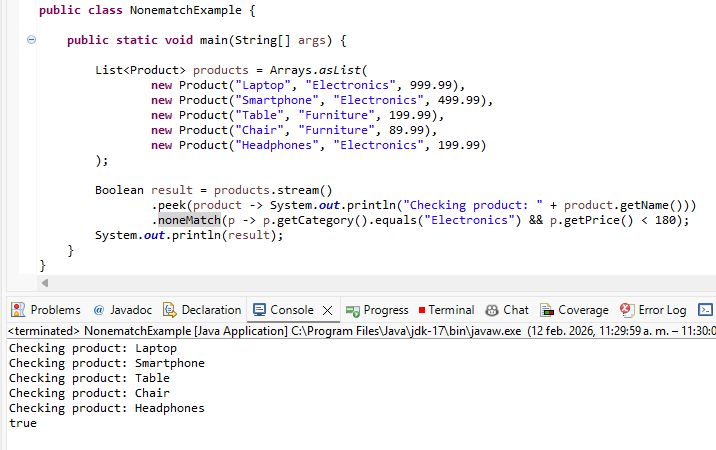 public class NonematchExample {
public static void main(String[] args) {
List<Product> products = Arrays.asList(
new Product("Laptop", "Electronics", 999.99),
new Product("Smartphone", "Electronics", 499.99),
new Product("Table", "Furniture", 199.99),
new Product("Chair", "Furniture", 89.99),
new Product("Headphones", "Electronics", 199.99)
);
Boolean result = products.stream()
.peek(product -> System.out.println("Checking product: " + product.getName()))
.noneMatch(p -> p.getCategory().equals("Electronics") && p.getPrice() < 180);
System.out.println(result);
}
}
Problems @ Javadoc Declaration Console Progress Terminal Chat Coverage Error Log
<terminated> NonematchExample [Java Application] C:\Program Files\Java\jdk-17\bin\javaw.exe (12 feb. 2026, 11:29:59 a. m. – 11:30:0
Checking product: Laptop
Checking product: Smartphone
Checking product: Table
Checking product: Chair
Checking product: Headphones
true